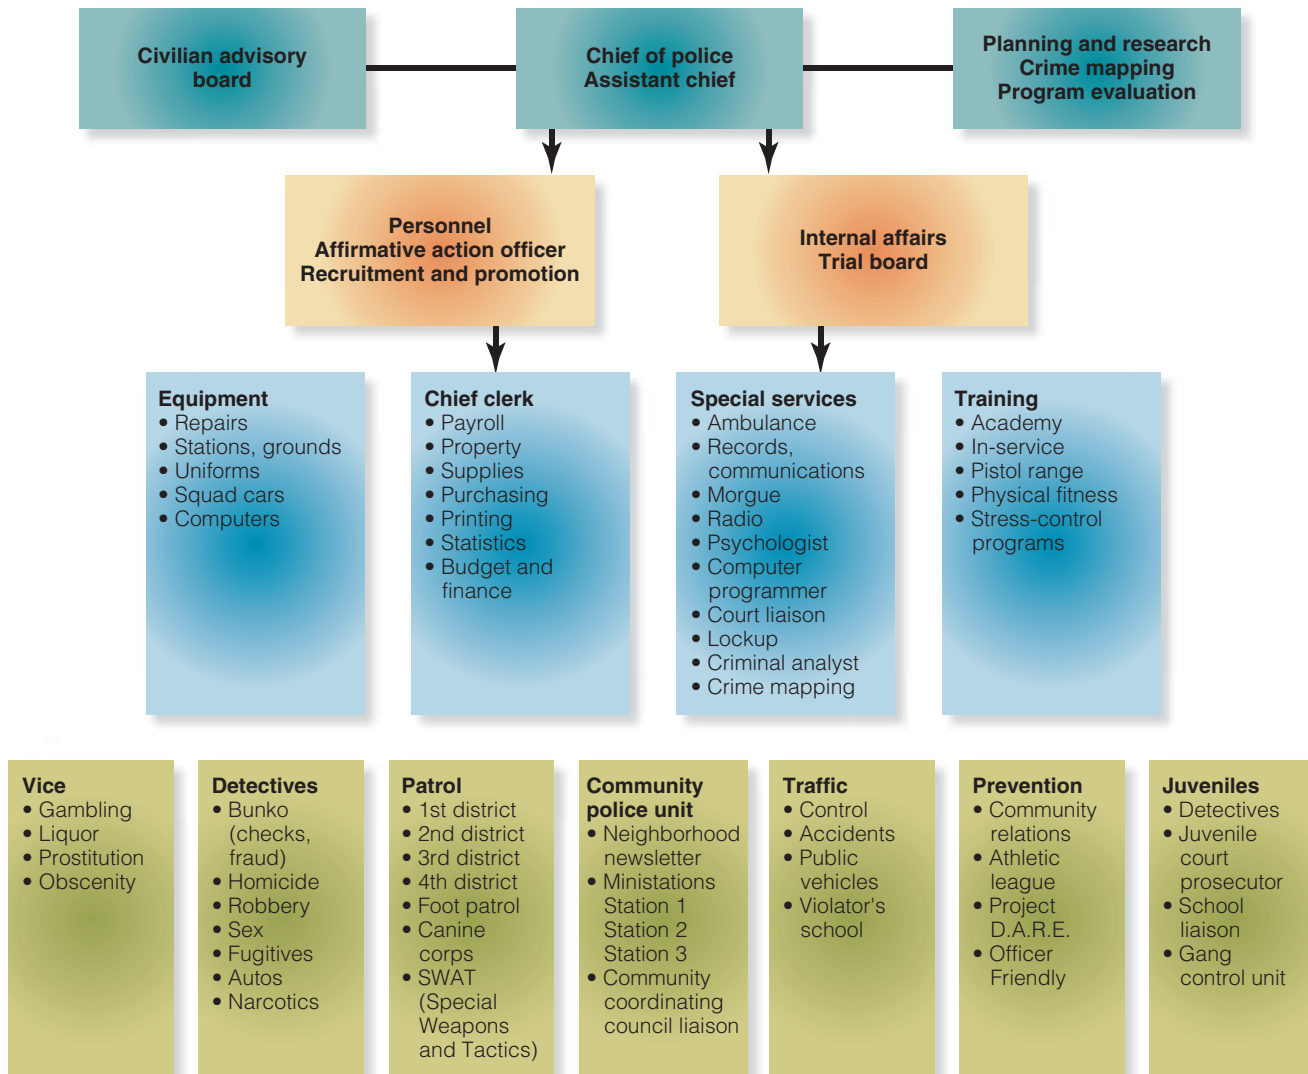 Civilian advisory
board
Chief of police
Assistant chief
Planning and research
Crime mapping
Program evaluation
Personnel
Affirmative action officer
Recruitment and promotion
Internal affairs
Trial board
Equipment
• Repairs
• Stations, grounds
• Uniforms
• Squad cars
• Computers
Chief clerk
• Payroll
• Property
• Supplies
• Purchasing
• Printing
• Statistics
• Budget and
finance
Special services
• Ambulance
• Records,
communications
• Morgue
• Radio
• Psychologist
• Computer
programmer
• Court liaison
• Lockup
• Criminal analyst
• Crime mapping
Training
• Academy
• In-service
• Pistol range
• Physical fitness
• Stress-control
programs
Vice
• Gambling
• Liquor
• Prostitution
• Obscenity
Detectives
• Bunko
(checks,
fraud)
• Homicide
• Robbery
• Sex
• Fugitives
• Autos
• Narcotics
Patrol
• 1st district
• 2nd district
• 3rd district
• 4th district
• Foot patrol
• Canine
corps
• SWAT
(Special
Weapons
and Tactics)
Community
police unit
• Neighborhood
newsletter
• Ministations
Station 1
Station 2
Station 3
• Community
coordinating
council liaison
Traffic
• Control
• Accidents
• Public
vehicles
• Violator's
school
Prevention
• Community
relations
• Athletic
league
• Project
D.A.R.E.
• Officer
Friendly
Juveniles
• Detectives
• Juvenile
court
prosecutor
• School
liaison
• Gang
control unit